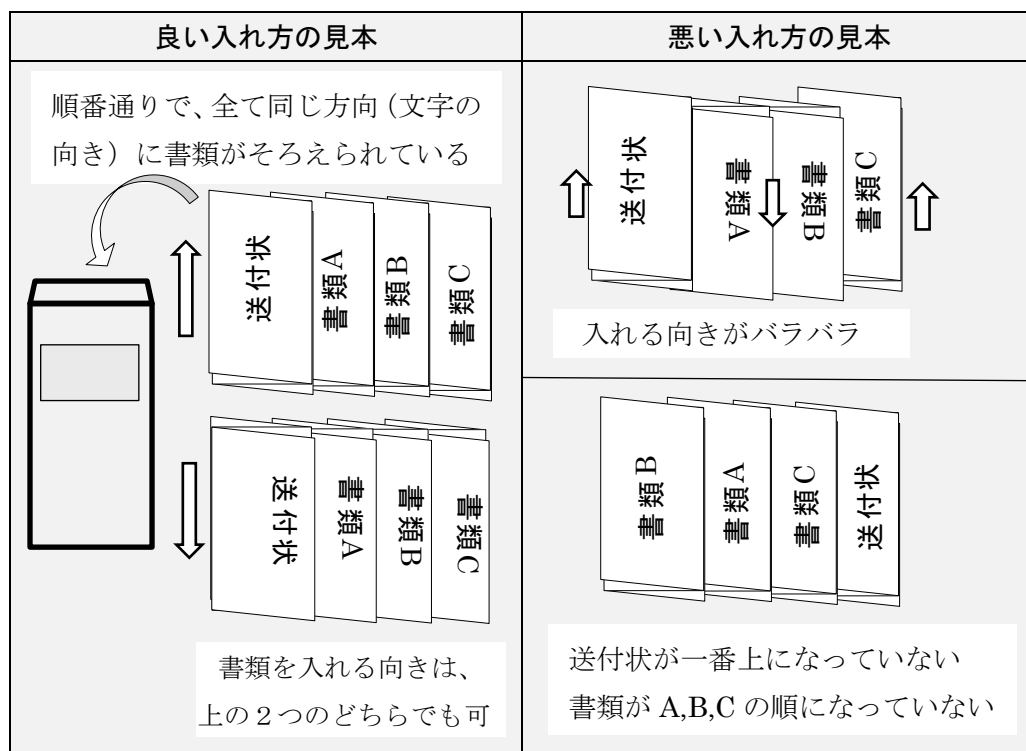 良い入れ方の見本
順番通りで、全て同じ方向（文字の
向き）に書類がそろえられている
送付状
書類A
書類B
書類C
送付状
書類A
書類B
書類C
書類を入れる向きは、
上の２つのどちらでも可
悪い入れ方の見本
送付状
書類A
書類B
書類C
入れる向きがバラバラ
書類B
書類A
書類C
送付状
送付状が一番上になっていない
書類が A,B,C の順になっていない